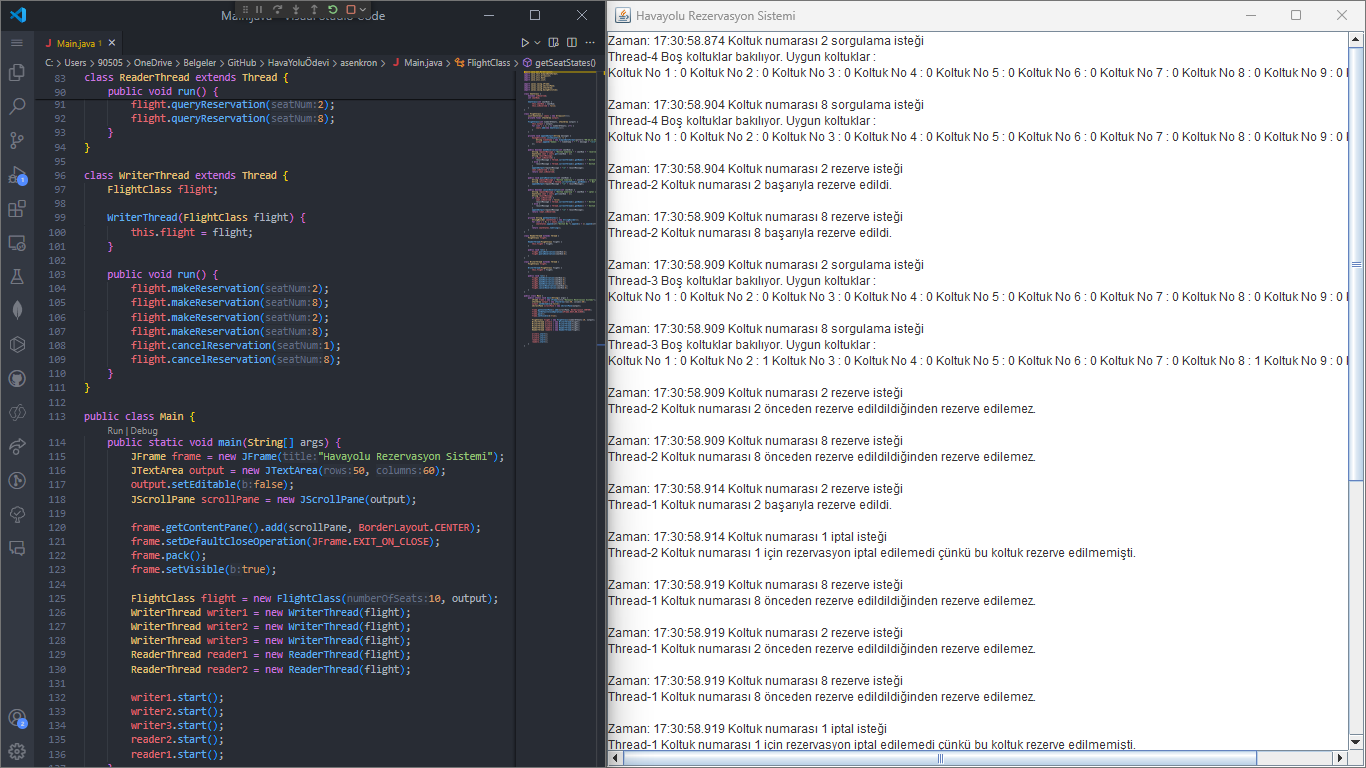 Main.java - Visual Studio Code
Main.java 1
C: > Users > 90505 > OneDrive > Belgeler > GitHub > HavaYoluÖdevi > asenkron > J Main.java > FlightClass > getSeatStates()
83 class ReaderThread extends Thread {
90 public void run() {
91 flight.queryReservation(seatNum:2);
92 flight.queryReservation(seatNum:8);
93 }
94 }
95
96 class WriterThread extends Thread {
97 FlightClass flight;
98
99 WriterThread(FlightClass flight) {
100 this.flight = flight;
101 }
102
103 public void run() {
104 flight.makeReservation(seatNum:2);
105 flight.makeReservation(seatNum:8);
106 flight.makeReservation(seatNum:2);
107 flight.makeReservation(seatNum:8);
108 flight.cancelReservation(seatNum:1);
109 flight.cancelReservation(seatNum:8);
110 }
111 }
112
113 public class Main {
Run | Debug
114 public static void main(String[] args) {
115 JFrame frame = new JFrame(title:"Havayolu Rezervasyon Sistemi");
116 JTextArea output = new JTextArea(rows:50, columns:60);
117 output.setEditable(b:false);
118 JScrollPane scrollPane = new JScrollPane(output);
119
120 frame.getContentPane().add(scrollPane, BorderLayout.CENTER);
121 frame.setDefaultCloseOperation(JFrame.EXIT_ON_CLOSE);
122 frame.pack();
123 frame.setVisible(b:true);
124
125 FlightClass flight = new FlightClass(numberOfSeats:10, output);
126 WriterThread writer1 = new WriterThread(flight);
127 WriterThread writer2 = new WriterThread(flight);
128 WriterThread writer3 = new WriterThread(flight);
129 ReaderThread reader1 = new ReaderThread(flight);
130 ReaderThread reader2 = new ReaderThread(flight);
131
132 writer1.start();
133 writer2.start();
134 writer3.start();
135 reader2.start();
136 reader1.start();
Havayolu Rezervasyon Sistemi
Zaman: 17:30:58.874 Koltuk numarası 2 sorgulama isteği
Thread-4 Boş koltuklar bakılıyor. Uygun koltuklar :
Koltuk No 1 : 0 Koltuk No 2 : 0 Koltuk No 3 : 0 Koltuk No 4 : 0 Koltuk No 5 : 0 Koltuk No 6 : 0 Koltuk No 7 : 0 Koltuk No 8 : 0 Koltuk No 9 : 0
Zaman: 17:30:58.904 Koltuk numarası 8 sorgulama isteği
Thread-4 Boş koltuklar bakılıyor. Uygun koltuklar :
Koltuk No 1 : 0 Koltuk No 2 : 0 Koltuk No 3 : 0 Koltuk No 4 : 0 Koltuk No 5 : 0 Koltuk No 6 : 0 Koltuk No 7 : 0 Koltuk No 8 : 0 Koltuk No 9 : 0
Zaman: 17:30:58.904 Koltuk numarası 2 rezerve isteği
Thread-2 Koltuk numarası 2 başarıyla rezerve edildi.
Zaman: 17:30:58.909 Koltuk numarası 8 rezerve isteği
Thread-2 Koltuk numarası 8 başarıyla rezerve edildi.
Zaman: 17:30:58.909 Koltuk numarası 2 sorgulama isteği
Thread-3 Boş koltuklar bakılıyor. Uygun koltuklar :
Koltuk No 1 : 0 Koltuk No 2 : 0 Koltuk No 3 : 0 Koltuk No 4 : 0 Koltuk No 5 : 0 Koltuk No 6 : 0 Koltuk No 7 : 0 Koltuk No 8 : 0 Koltuk No 9 : 0
Zaman: 17:30:58.909 Koltuk numarası 8 sorgulama isteği
Thread-3 Boş koltuklar bakılıyor. Uygun koltuklar :
Koltuk No 1 : 0 Koltuk No 2 : 1 Koltuk No 3 : 0 Koltuk No 4 : 0 Koltuk No 5 : 0 Koltuk No 6 : 0 Koltuk No 7 : 0 Koltuk No 8 : 1 Koltuk No 9 : 0
Zaman: 17:30:58.909 Koltuk numarası 2 rezerve isteği
Thread-2 Koltuk numarası 2 önceden rezerve edildildiğinden rezerve edilemez.
Zaman: 17:30:58.909 Koltuk numarası 8 rezerve isteği
Thread-2 Koltuk numarası 8 önceden rezerve edildildiğinden rezerve edilemez.
Zaman: 17:30:58.914 Koltuk numarası 2 rezerve isteği
Thread-1 Koltuk numarası 2 başarıyla rezerve edildi.
Zaman: 17:30:58.914 Koltuk numarası 1 iptal isteği
Thread-2 Koltuk numarası 1 için rezervasyon iptal edilemedi çünkü bu koltuk rezerve edilmemişti.
Zaman: 17:30:58.919 Koltuk numarası 8 rezerve isteği
Thread-1 Koltuk numarası 8 önceden rezerve edildildiğinden rezerve edilemez.
Zaman: 17:30:58.919 Koltuk numarası 2 rezerve isteği
Thread-1 Koltuk numarası 2 önceden rezerve edildildiğinden rezerve edilemez.
Zaman: 17:30:58.919 Koltuk numarası 8 rezerve isteği
Thread-1 Koltuk numarası 8 önceden rezerve edildildiğinden rezerve edilemez.
Zaman: 17:30:58.919 Koltuk numarası 1 iptal isteği
Thread-1 Koltuk numarası 1 için rezervasyon iptal edilemedi çünkü bu koltuk rezerve edilmemişti.